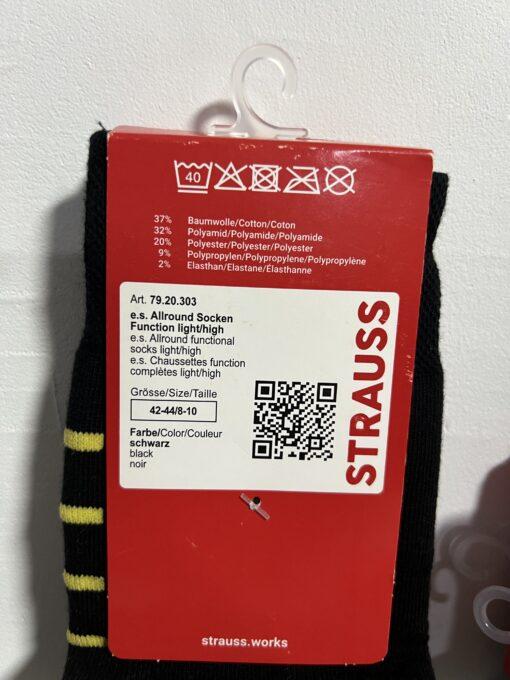 40
37% Baumwolle/Cotton/Coton
32% Polyamid/Polyamide/Polyamide
20% Polyester/Polyester/Polyester
9% Polypropylen/Polypropylene/Polypropylène
2% Elasthan/Elastane/Élasthanne
Art. 79.20.303
e.s. Allround Socken
Function light/high
e.s. Allround functional
socks light/high
e.s. Chaussettes function
complètes light/high
Grösse/Size/Taille
42-44/8-10
Farbe/Color/Couleur
schwarz
black
noir
STRAUSS
strauss.works